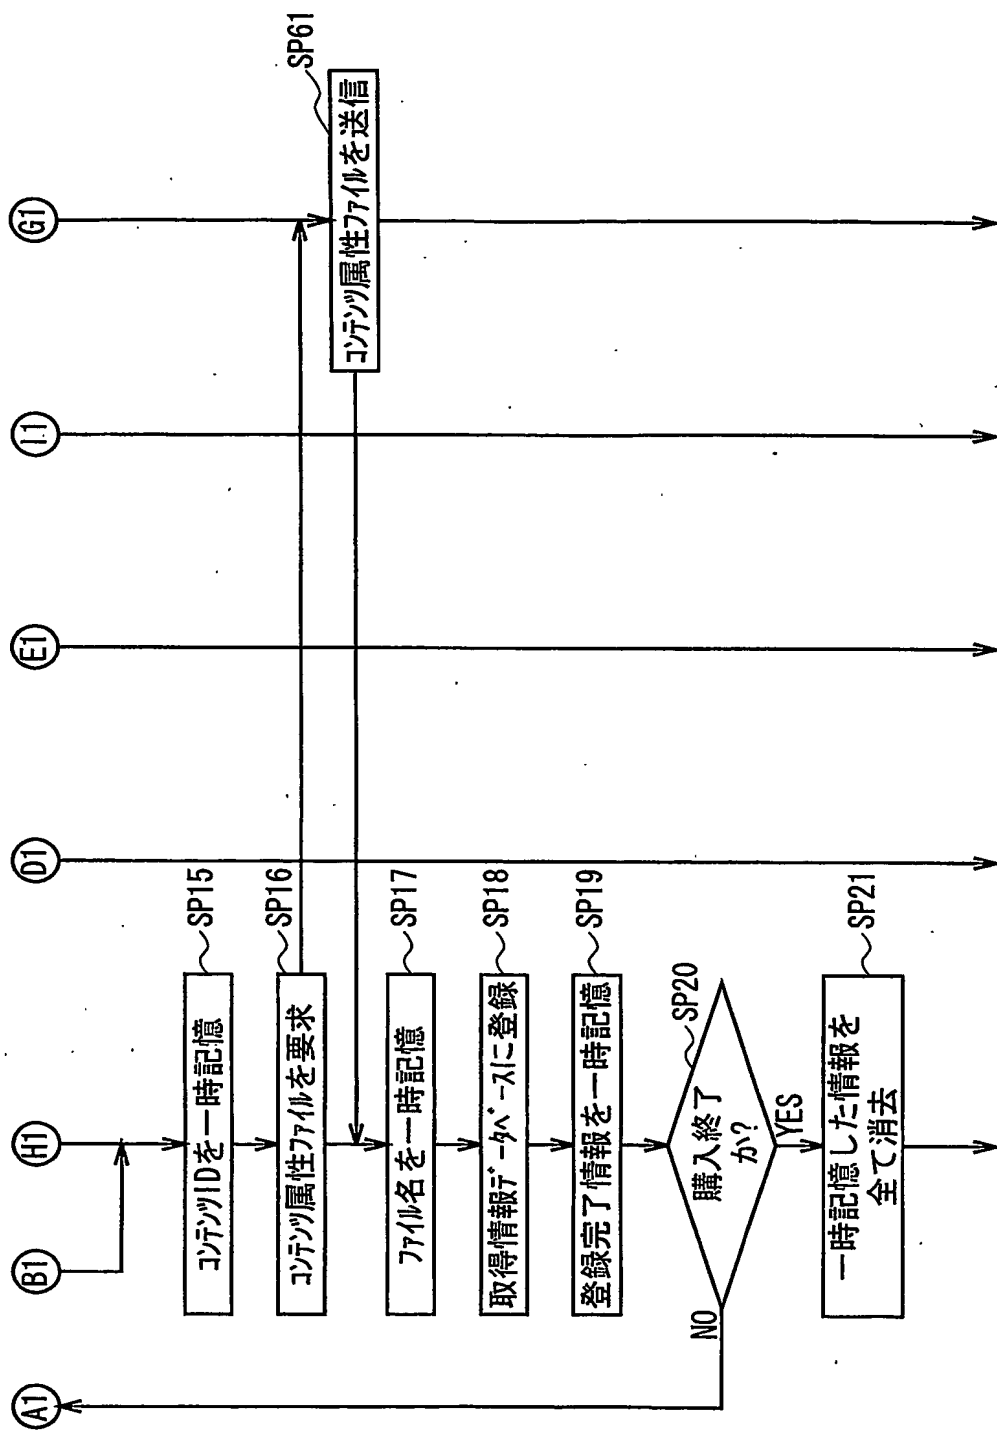 A1
B1
H1
D1
E1
I1
G1
コンテンツIDを一時記憶
SP15
コンテンツ属性ファイルを要求
SP16
コンテンツ属性ファイルを送信
SP61
ファイル名を一時記憶
SP17
取得情報データベースに登録
SP18
登録完了情報を一時記憶
SP19
購入終了
か?
SP20
NO
YES
一時記憶した情報を
全て消去
SP21